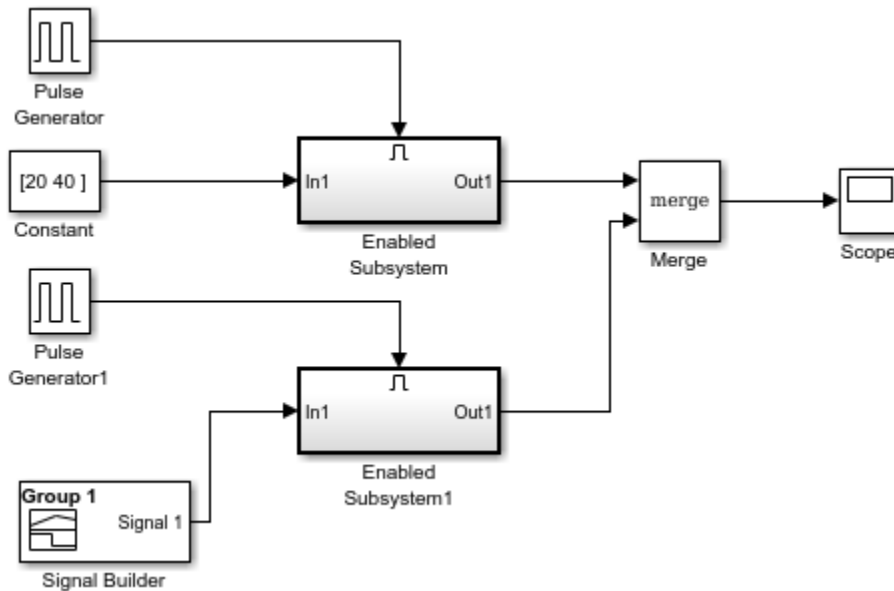 Pulse
Generator
[20 40 ]
Constant
In1
Out1
Enabled
Subsystem
merge
Merge
Scope
Pulse
Generator1
In1
Out1
Enabled
Subsystem1
Group 1
Signal 1
Signal Builder